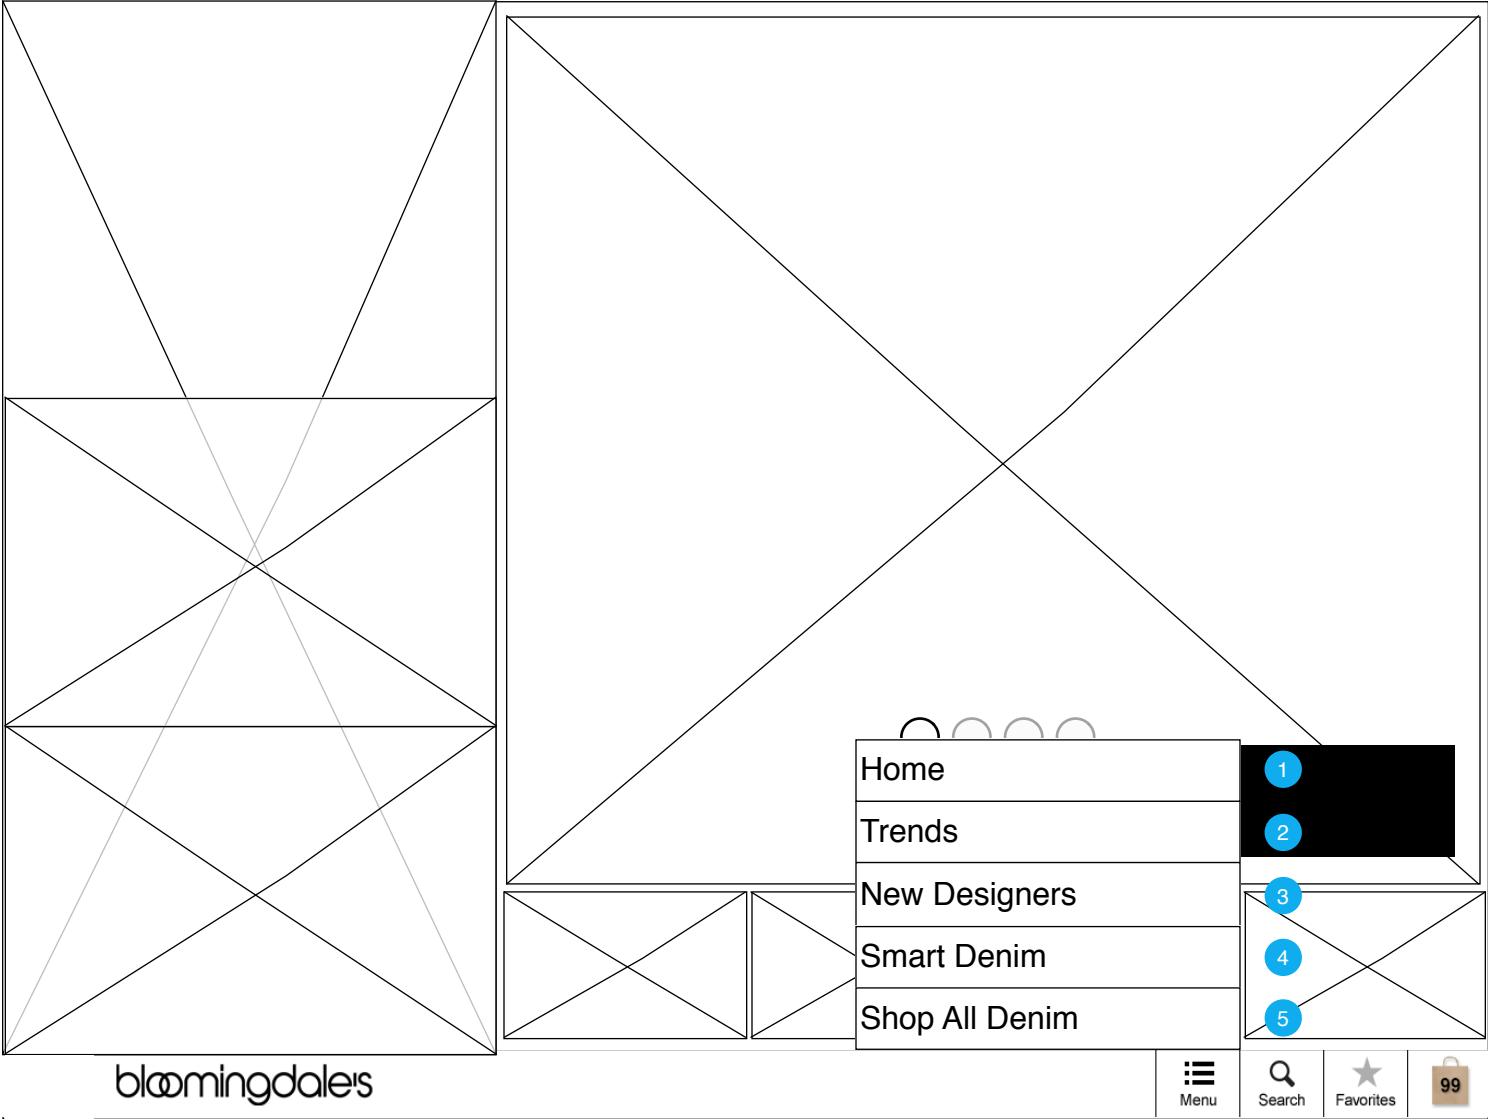 Home 1
Trends 2
New Designers 3
Smart Denim 4
Shop All Denim 5
bloomingdale's
Menu
Search
Favorites
99